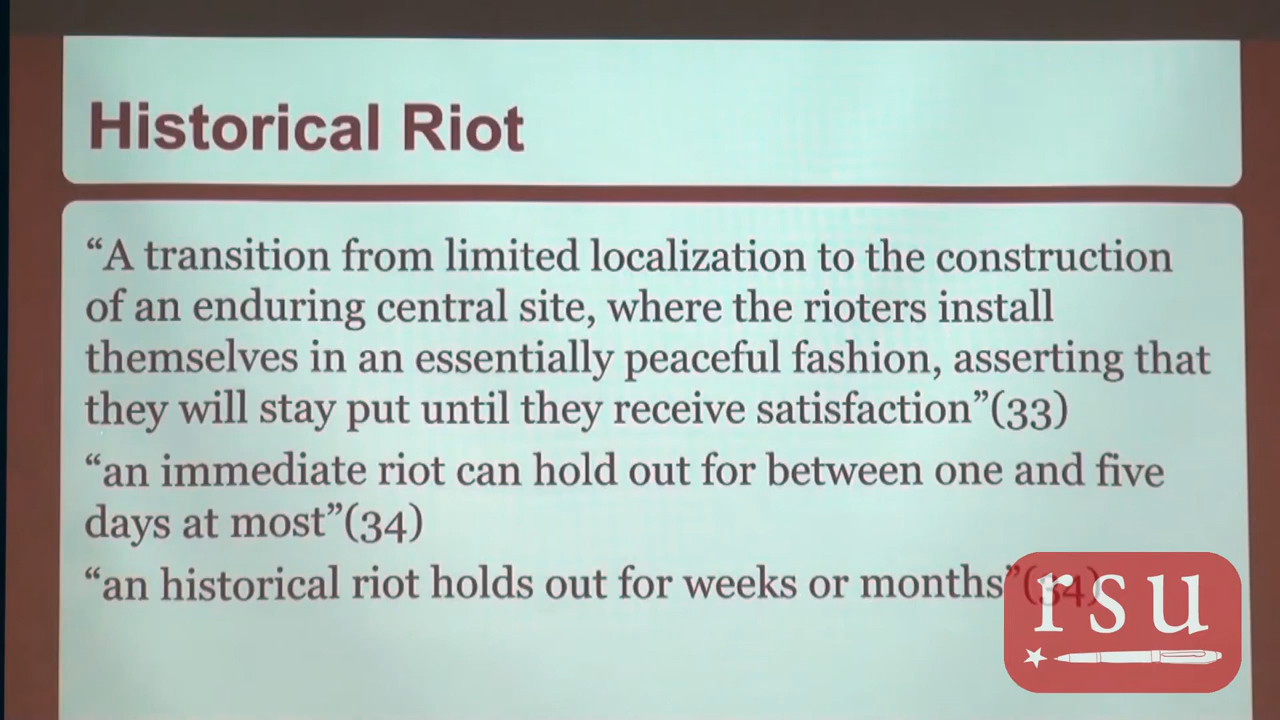 Historical Riot
“A transition from limited localization to the construction
of an enduring central site, where the rioters install
themselves in an essentially peaceful fashion, asserting that
they will stay put until they receive satisfaction”(33)
“an immediate riot can hold out for between one and five
days at most”(34)
“an historical riot holds out for weeks or months”(34)
rsu